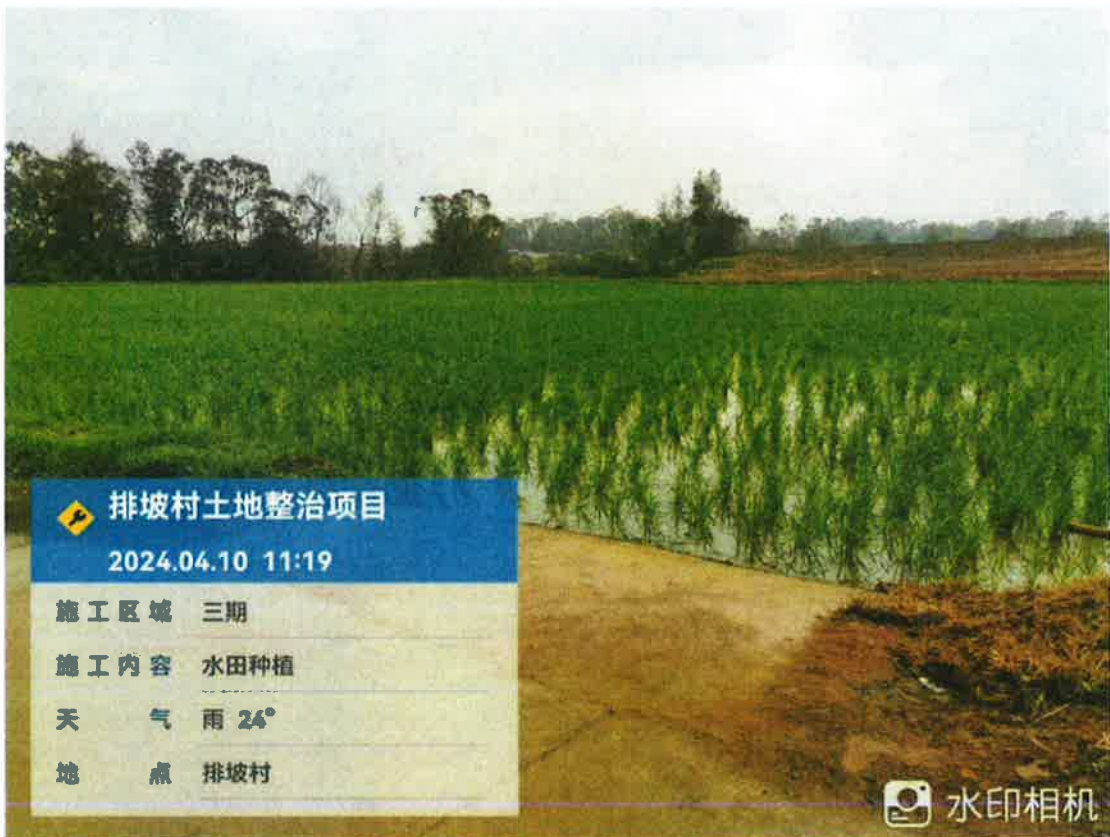 排坡村土地整治项目
2024.04.10 11:19
施工区域 三期
施工内容 水田种植
天气 雨 24°
地点 排坡村
水印相机